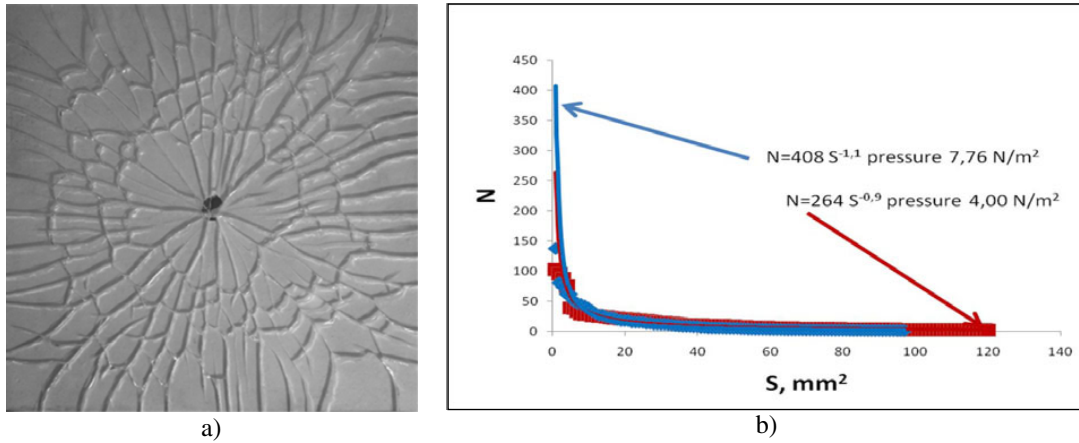 450
400
350
300
250
200
150
100
50
0
N
N=408 S^-1,1 pressure 7,76 N/m²
N=264 S^-0,9 pressure 4,00 N/m²
0 20 40 60 80 100 120 140
S, mm²
a)
b)